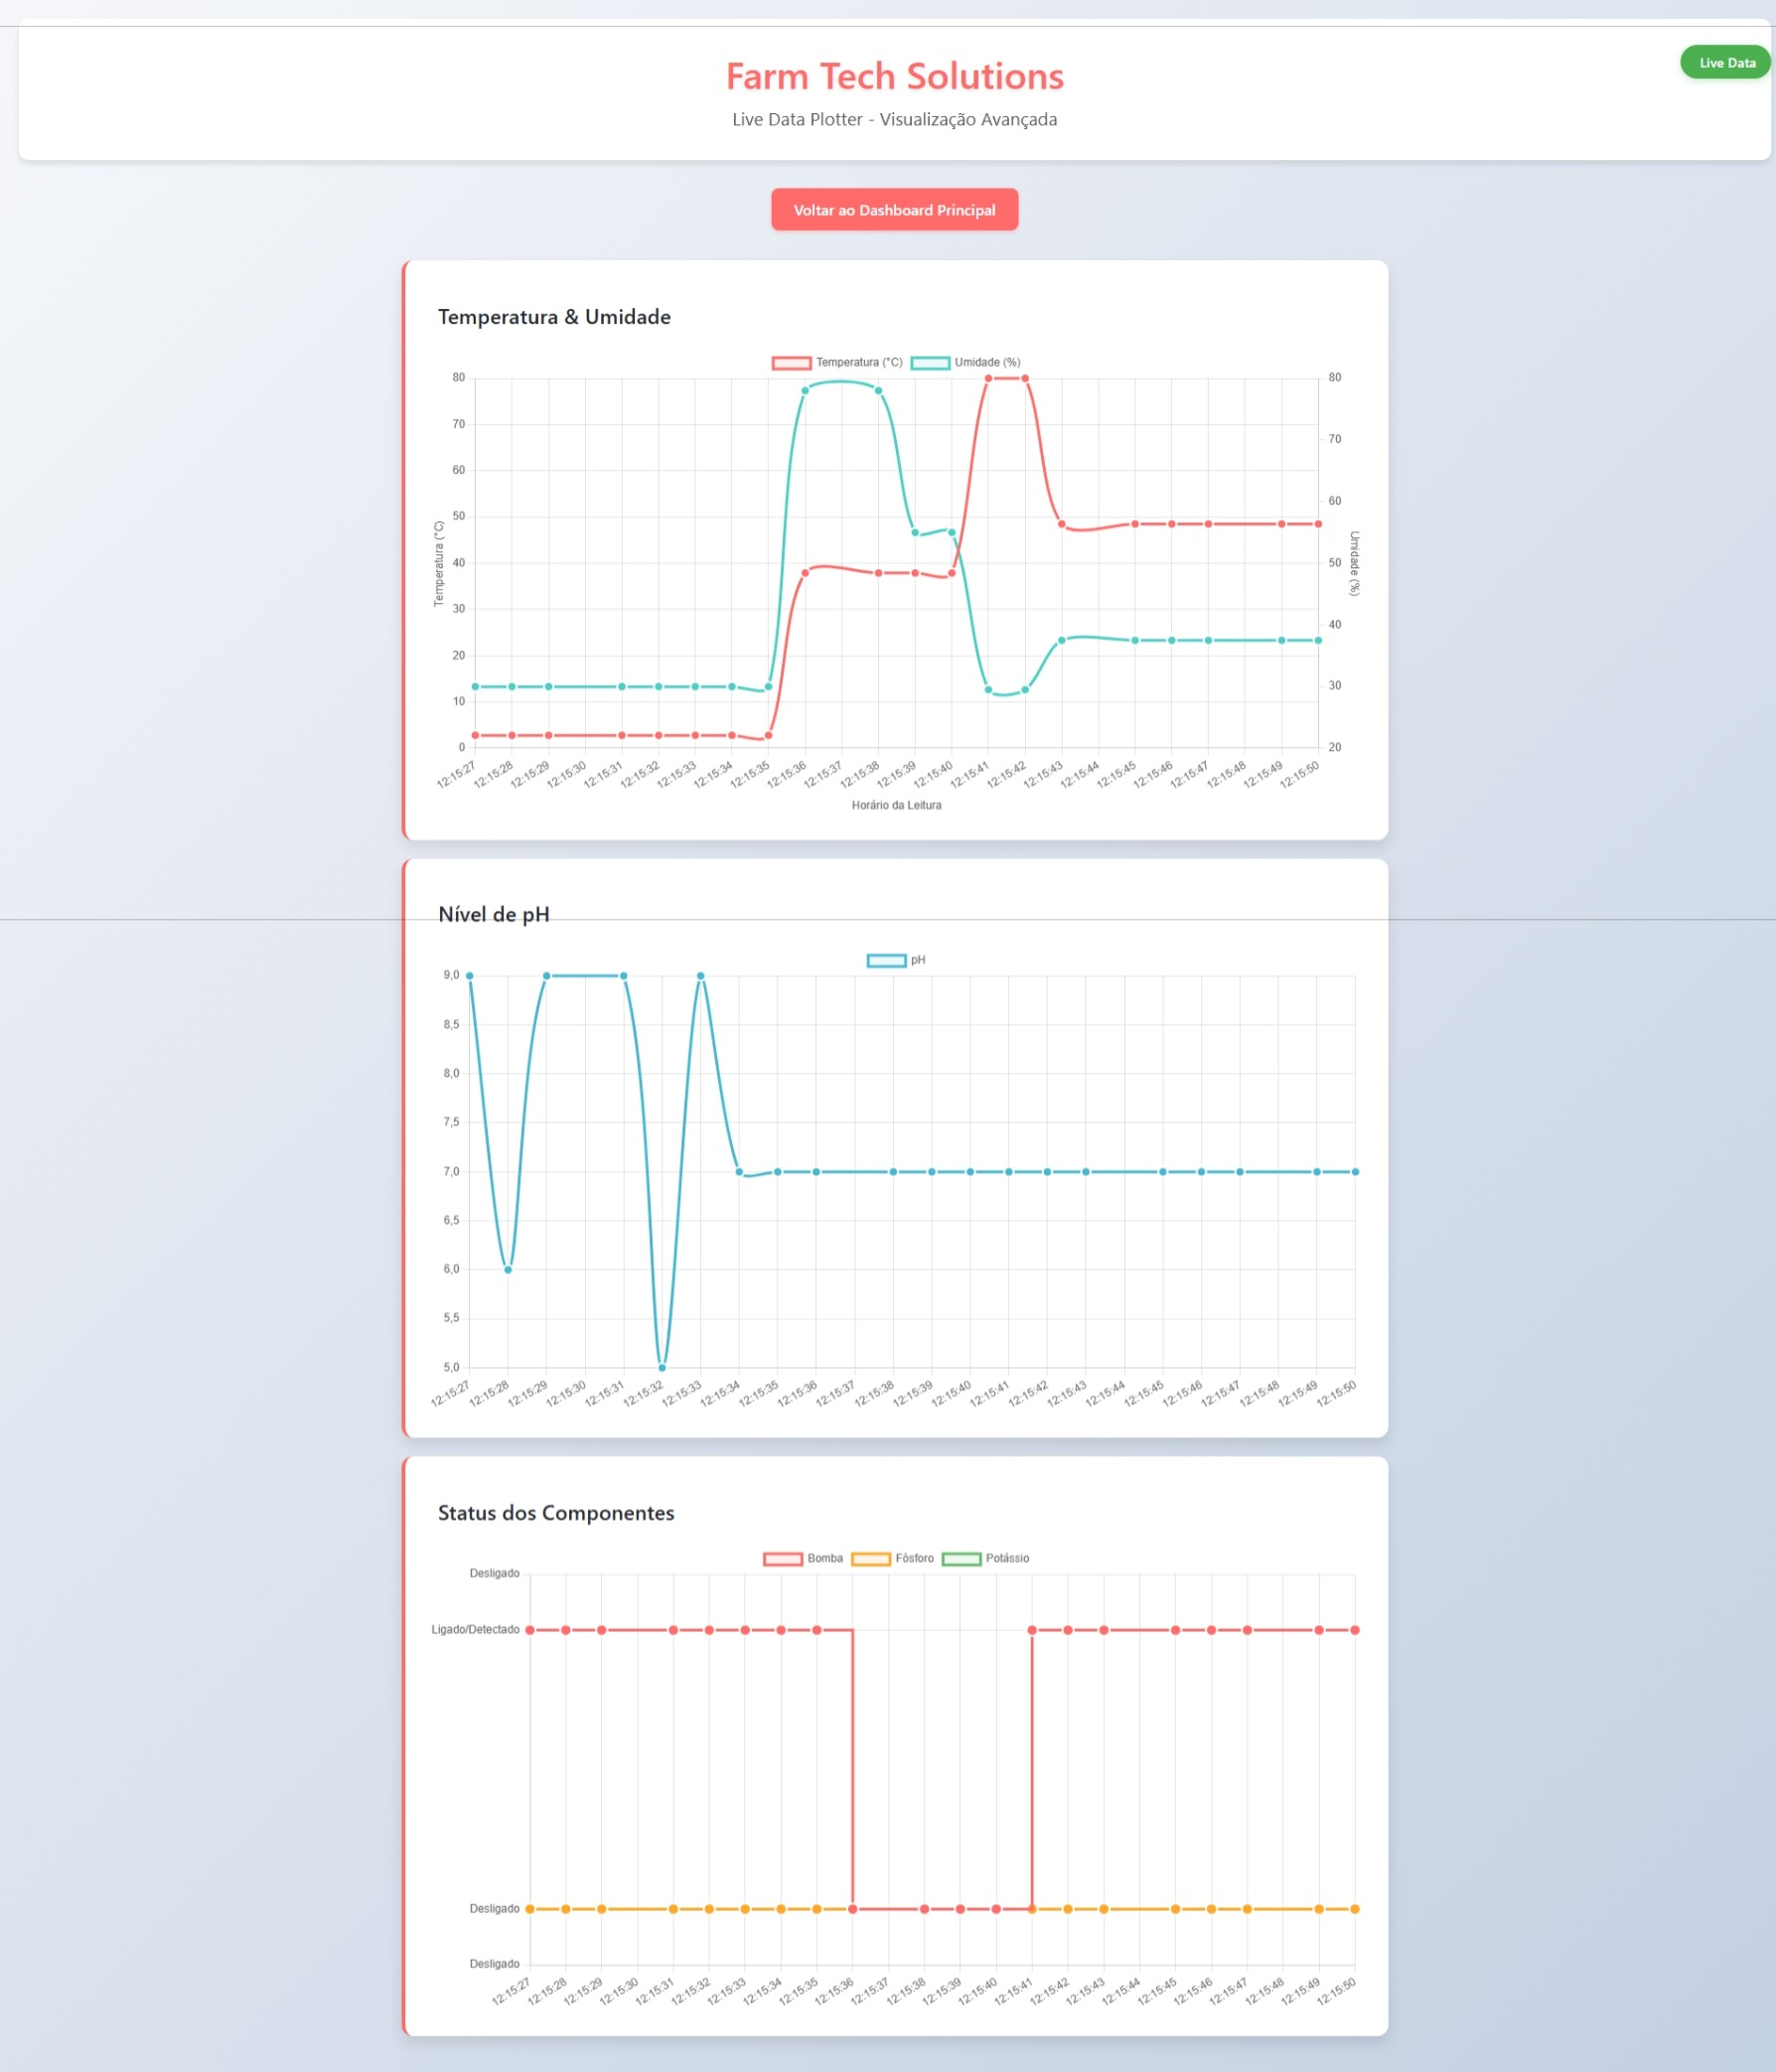 Farm Tech Solutions
Live Data
Live Data Plotter - Visualização Avançada
Voltar ao Dashboard Principal
Temperatura & Umidade
Temperatura (°C) Umidade (%)
80 80
70 70
60 60
50 50
40 40
30 30
20
10
0 20
Temperatura (°C)
Umidade (%)
12:15:27 12:15:28 12:15:29 12:15:30 12:15:31 12:15:32 12:15:33 12:15:34 12:15:35 12:15:36 12:15:37 12:15:38 12:15:39 12:15:40 12:15:41 12:15:42 12:15:43 12:15:44 12:15:45 12:15:46 12:15:47 12:15:48 12:15:49 12:15:50
Horário da Leitura
Nível de pH
pH
9,0
8,5
8,0
7,5
7,0
6,5
6,0
5,5
5,0
12:15:27 12:15:28 12:15:29 12:15:30 12:15:31 12:15:32 12:15:33 12:15:34 12:15:35 12:15:36 12:15:37 12:15:38 12:15:39 12:15:40 12:15:41 12:15:42 12:15:43 12:15:44 12:15:45 12:15:46 12:15:47 12:15:48 12:15:49 12:15:50
Status dos Componentes
Bomba Fósforo Potássio
Desligado
Ligado/Detectado
Desligado
Desligado
12:15:27 12:15:28 12:15:29 12:15:30 12:15:31 12:15:32 12:15:33 12:15:34 12:15:35 12:15:36 12:15:37 12:15:38 12:15:39 12:15:40 12:15:41 12:15:42 12:15:43 12:15:44 12:15:45 12:15:46 12:15:47 12:15:48 12:15:49 12:15:50